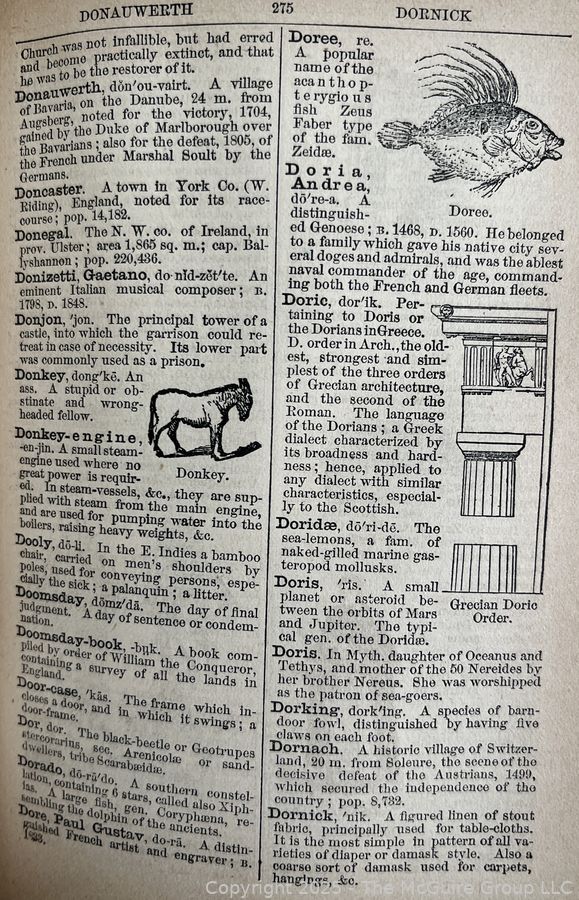 DONAUWERTH 275 DORNICK
Church was not infallible, but had erred
and become practically extinct, and that
he was to be the restorer of it.
Donauwerth, dŏn'ou-vairt. A village
of Bavaria, on the Danube, 24 m. from
Augsberg, noted for the victory, 1704,
gained by the Duke of Marlborough over
the Bavarians; also for the defeat, 1805, of
the French under Marshal Soult by the
Germans.
Doncaster. A town in York Co. (W.
Riding), England, noted for its race-
course; pop. 14,182.
Donegal. The N. W. co. of Ireland, in
prov. Ulster; area 1,865 sq. m.; cap. Bal-
lyshannon; pop. 220,436.
Donizetti, Gaetano, do-nĭd-zĕt'te. An
eminent Italian musical composer; B.
1798, D. 1848.
Donjon, 'jon. The principal tower of a
castle, into which the garrison could re-
treat in case of necessity. Its lower part
was commonly used as a prison.
Donkey, dong'kē. An
ass. A stupid or ob-
stinate and wrong-
headed fellow.
Donkey.
Donkey-engine,
-en-jin. A small steam-
engine used where no
great power is requir-
ed. In steam-vessels, &c., they are sup-
plied with steam from the main engine,
and are used for pumping water into the
boilers, raising heavy weights, &c.
Dooly, dō-li. In the E. Indies a bamboo
chair, carried on men's shoulders by
poles, used for conveying persons, espe-
cially the sick; a palanquin; a litter.
Doomsday, dōmz'dā. The day of final
judgment. A day of sentence or condem-
nation.
Doomsday-book, -bụk. A book com-
piled by order of William the Conqueror,
containing a survey of all the lands in
England.
Door-case, 'kās. The frame which in-
closes a door, and in which it swings; a
door-frame.
Dor, dor. The black-beetle or Geotrupes
stercorarius, sec. Arenicolæ or sand-
dwellers, tribe Scarabæidæ.
Dorado, dō-rā'do. A southern constel-
lation, containing 6 stars, called also Xiph-
ias. A large fish, gen. Coryphæna, re-
sembling the dolphin of the ancients.
Dore, Paul Gustav, do-rā. A distin-
guished French artist and engraver; B.
1833.
Doree, re.
A popular
name of the
acanthop-
terygious
fish Zeus
Faber type
of the fam.
Zeidæ.
Doree.
Doria,
Andrea,
dō're-a. A
distinguish-
ed Genoese; B. 1468, D. 1560. He belonged
to a family which gave his native city sev-
eral doges and admirals, and was the ablest
naval commander of the age, command-
ing both the French and German fleets.
Doric, dor'ik. Per-
taining to Doris or
the Dorians in Greece.
D. order in Arch., the old-
est, strongest and sim-
plest of the three orders
of Grecian architecture,
and the second of the
Roman. The language
of the Dorians; a Greek
dialect characterized by
its broadness and hard-
ness; hence, applied to
any dialect with similar
characteristics, especial-
ly to the Scottish.
Grecian Doric
Order.
Doridæ, dō'ri-dē. The
sea-lemons, a fam. of
naked-gilled marine gas-
teropod mollusks.
Doris, 'ris. A small
planet or asteroid be-
tween the orbits of Mars
and Jupiter. The typi-
cal gen. of the Doridæ.
Doris. In Myth. daughter of Oceanus and
Tethys, and mother of the 50 Nereides by
her brother Nereus. She was worshipped
as the patron of sea-goers.
Dorking, dork'ing. A species of barn-
door fowl, distinguished by having five
claws on each foot.
Dornach. A historic village of Switzer-
land, 20 m. from Soleure, the scene of the
decisive defeat of the Austrians, 1499,
which secured the independence of the
country; pop. 8,782.
Dornick, 'nik. A figured linen of stout
fabric, principally used for table-cloths.
It is the most simple in pattern of all va-
rieties of diaper or damask style. Also a
coarse sort of damask used for carpets,
hangings, &c.
Copyright 2023 - The McGuire Group LLC